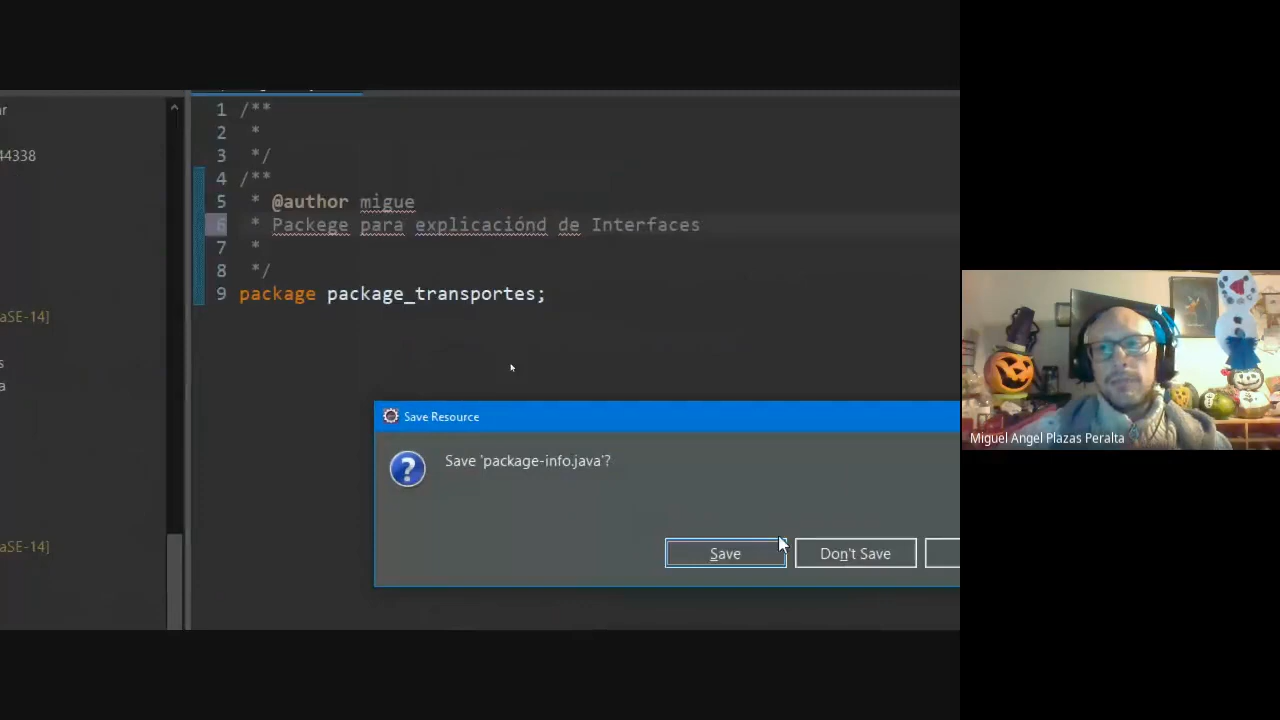 ar
44338
aSE-14]
s
a
aSE-14]
1 /**
2 *
3 */
4 /**
5 * @author migue
6 * Packege para explicaciónd de Interfaces
7 *
8 */
9 package package_transportes;
Save Resource
Save 'package-info.java'?
Save
Don't Save
Miguel Angel Plazas Peralta